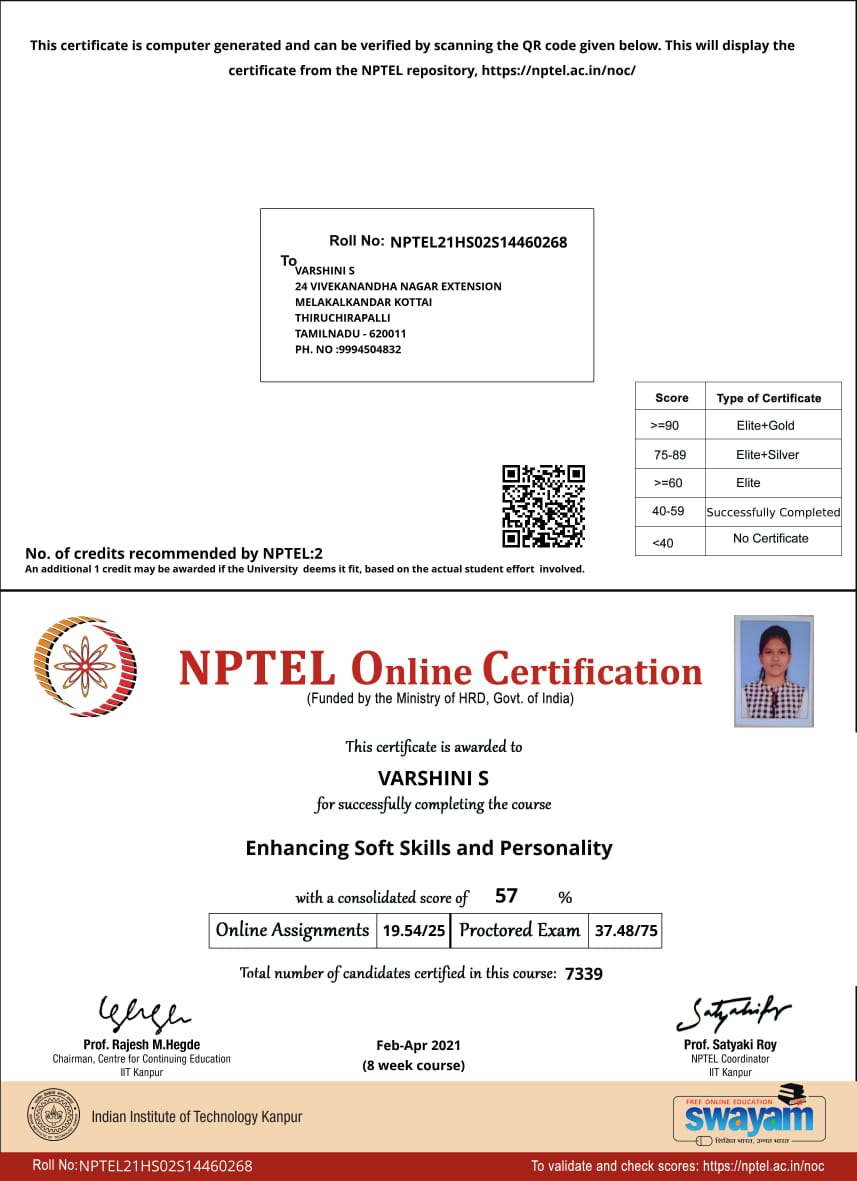 This certificate is computer generated and can be verified by scanning the QR code given below. This will display the
certificate from the NPTEL repository, https://nptel.ac.in/noc/
Roll No: NPTEL21HS02S14460268
To
VARSHINI S
24 VIVEKANANDHA NAGAR EXTENSION
MELAKALKANDAR KOTTAI
THIRUCHIRAPALLI
TAMILNADU - 620011
PH. NO :9994504832
Score Type of Certificate
>=90 Elite+Gold
75-89 Elite+Silver
>=60 Elite
40-59 Successfully Completed
<40 No Certificate
No. of credits recommended by NPTEL:2
An additional 1 credit may be awarded if the University deems it fit, based on the actual student effort involved.
NPTEL Online Certification
(Funded by the Ministry of HRD, Govt. of India)
This certificate is awarded to
VARSHINI S
for successfully completing the course
Enhancing Soft Skills and Personality
with a consolidated score of 57 %
Online Assignments 19.54/25 Proctored Exam 37.48/75
Total number of candidates certified in this course: 7339
Prof. Rajesh M.Hegde
Chairman, Centre for Continuing Education
IIT Kanpur
Feb-Apr 2021
(8 week course)
Satyaki Roy
Prof. Satyaki Roy
NPTEL Coordinator
IIT Kanpur
Indian Institute of Technology Kanpur
FREE ONLINE EDUCATION
swayam
शिक्षित भारत, उन्नत भारत
Roll No:NPTEL21HS02S14460268
To validate and check scores: https://nptel.ac.in/noc